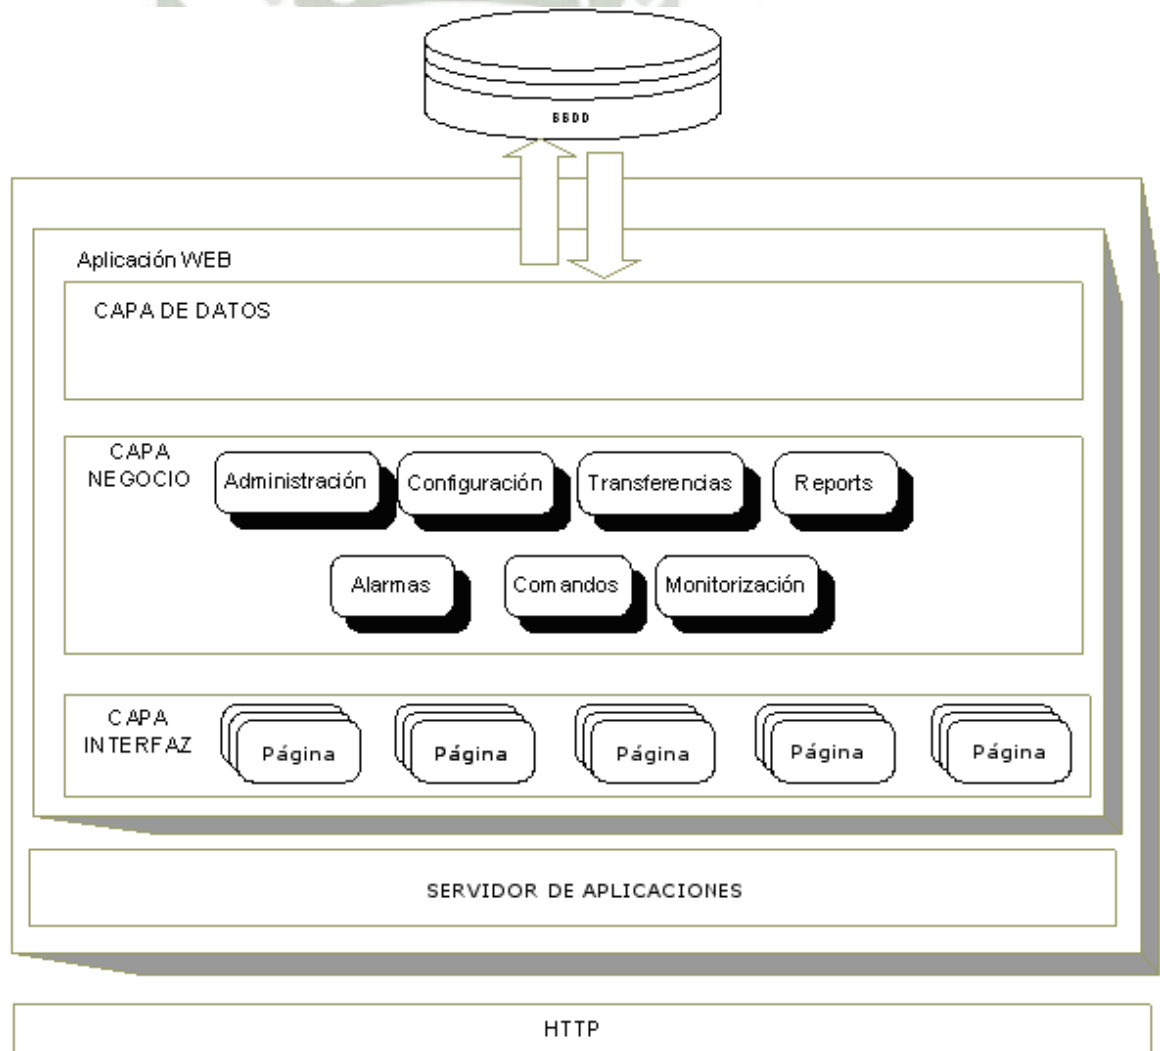 BBDD
Aplicación WEB
CAPA DE DATOS
CAPA
NEGOCIO
Administración
Configuración
Transferencias
Reports
Alarmas
Comandos
Monitorización
CAPA
INTERFAZ
Página
Página
Página
Página
Página
SERVIDOR DE APLICACIONES
HTTP